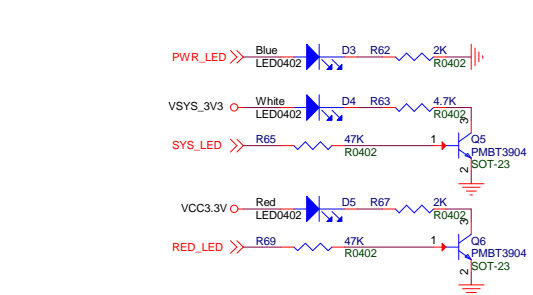 Blue D3 R62 2K
PWR_LED
LED0402 R0402
White D4 R63 4.7K
VSYS_3V3
LED0402 R0402
3
R65 47K 1 Q5
SYS_LED PMBT3904
R0402 SOT-23
2
Red D5 R67 2K
VCC3.3V
LED0402 R0402
3
R69 47K 1 Q6
RED_LED PMBT3904
R0402 SOT-23
2